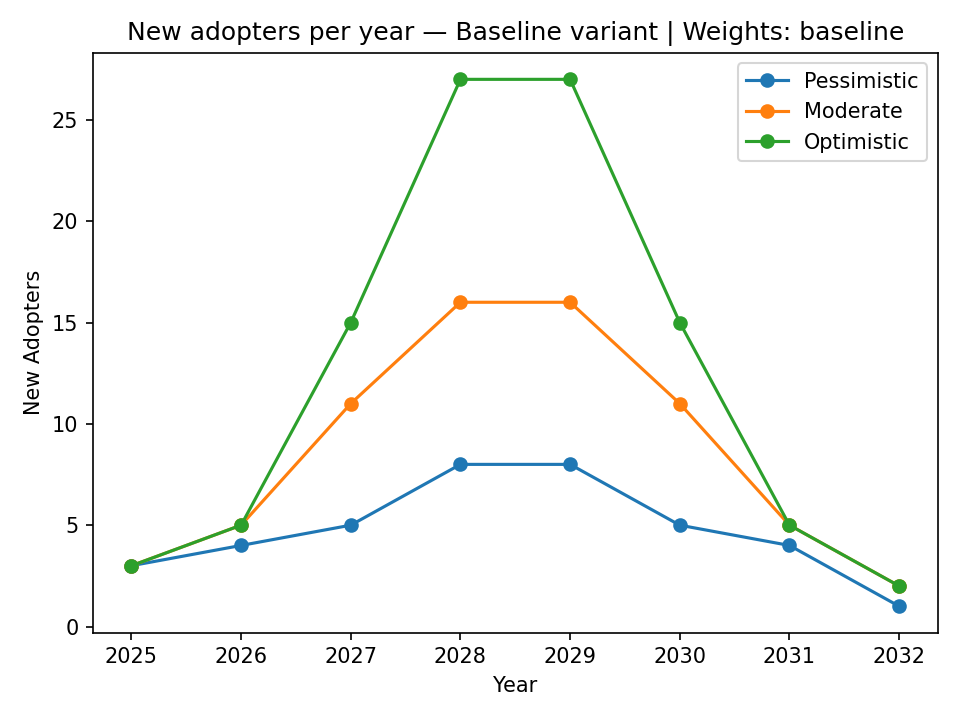 New adopters per year — Baseline variant | Weights: baseline
Pessimistic
Moderate
Optimistic
New Adopters
25
20
15
10
5
0
2025 2026 2027 2028 2029 2030 2031 2032
Year